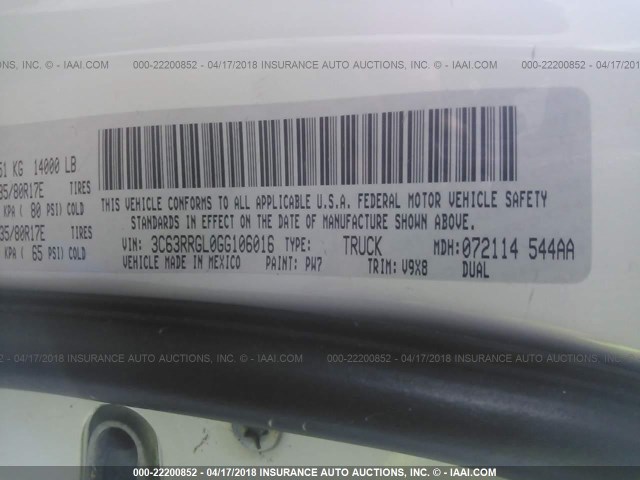 INC. - IAAI.COM 000-22200852 - 04/17/2018 INSURANCE AUTO AUCTIONS, INC. - IAAI.COM 000-22200852 - 04/17/2018
51 KG 14000 LB
35/80R17E TIRES
KPA ( 80 PSI) COLD
35/80R17E TIRES
KPA ( 65 PSI) COLD
THIS VEHICLE CONFORMS TO ALL APPLICABLE U.S.A. FEDERAL MOTOR VEHICLE SAFETY
STANDARDS IN EFFECT ON THE DATE OF MANUFACTURE SHOWN ABOVE.
VIN: 3C63RRGL0GG106016 TYPE: TRUCK MDH: 072114 544AA
VEHICLE MADE IN MEXICO PAINT: PW7 TRIM: V9X8 DUAL
04/17/2018 INSURANCE AUTO AUCTIONS, INC. - IAAI.COM 000-22200852 - 04/17/2018 INSURANCE AUTO AUCTIONS, INC.
000-22200852 - 04/17/2018 INSURANCE AUTO AUCTIONS, INC. - IAAI.COM